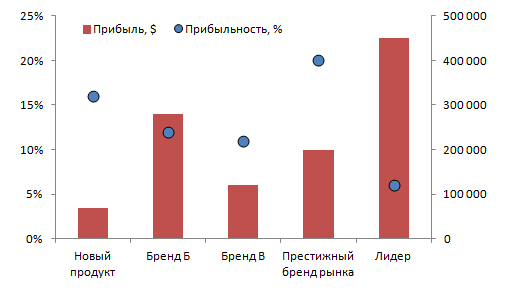 Прибыль, $
Прибыльность, %
25%
20%
15%
10%
5%
0%
500 000
400 000
300 000
200 000
100 000
0
Новый
продукт
Бренд Б
Бренд В
Престижный
бренд рынка
Лидер